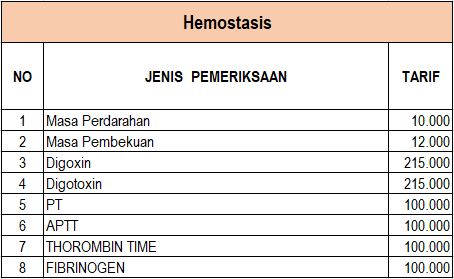 Hemostasis
NO JENIS PEMERIKSAAN TARIF
1 Masa Perdarahan 10.000
2 Masa Pembekuan 12.000
3 Digoxin 215.000
4 Digotoxin 215.000
5 PT 100.000
6 APTT 100.000
7 THOROMBIN TIME 100.000
8 FIBRINOGEN 100.000